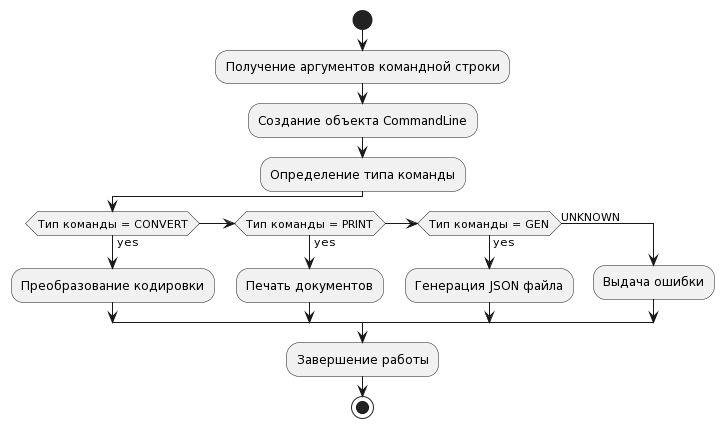 Получение аргументов командной строки
Создание объекта CommandLine
Определение типа команды
Тип команды = CONVERT
Тип команды = PRINT
Тип команды = GEN
UNKNOWN
yes
yes
yes
Преобразование кодировки
Печать документов
Генерация JSON файла
Выдача ошибки
Завершение работы